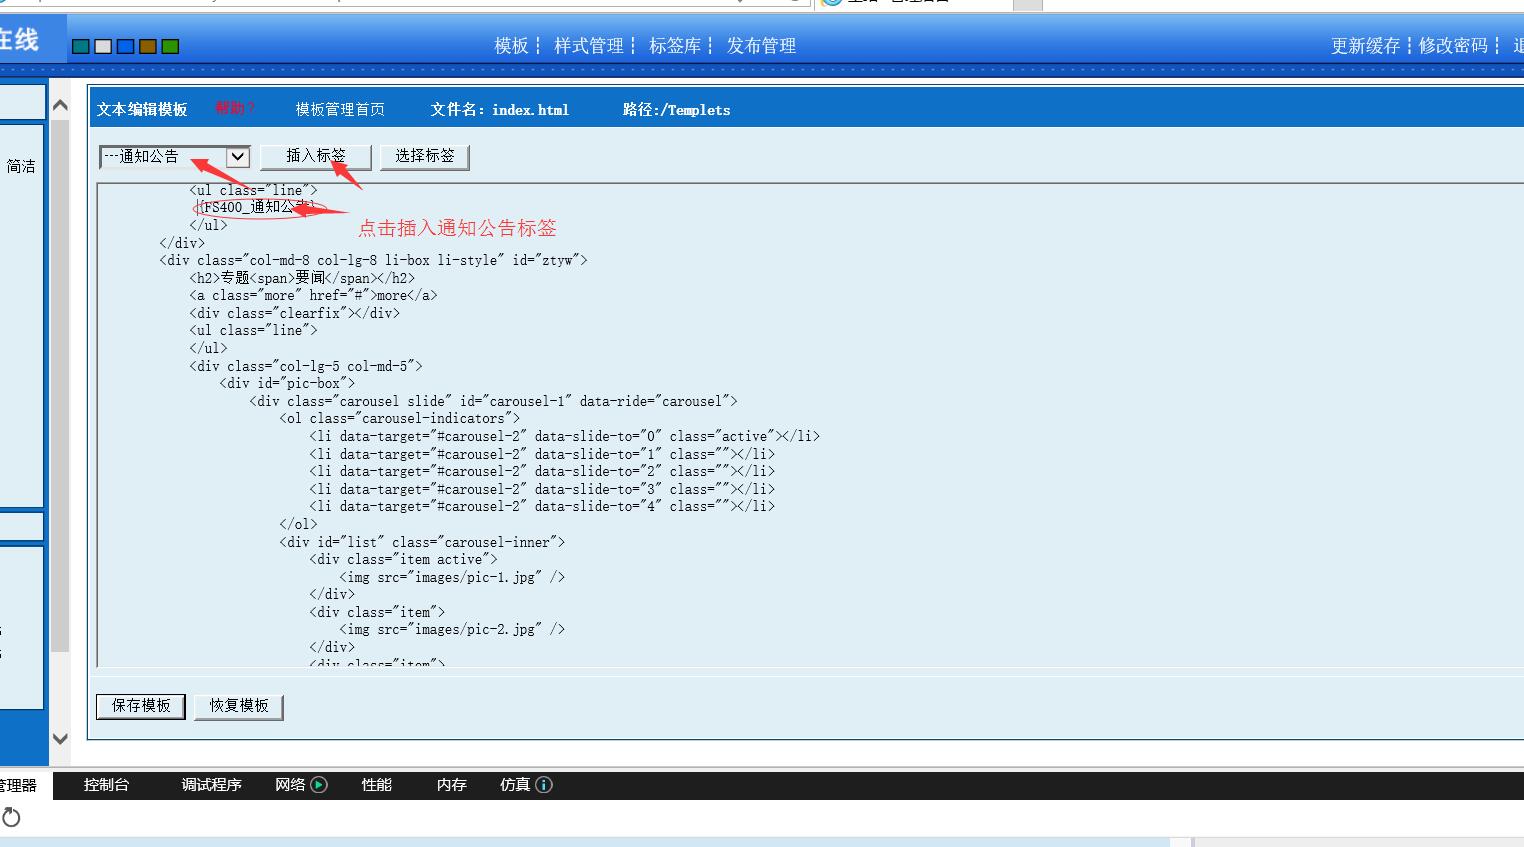 在线
模板┆ 样式管理┆ 标签库┆ 发布管理
更新缓存┆修改密码┆
文本编辑模板 帮助？ 模板管理首页 文件名：index.html 路径:/Templets
简洁
---通知公告 插入标签 选择标签
<ul class="line">
{FS400_通知公告}
点击插入通知公告标签
</ul>
</div>
<div class="col-md-8 col-lg-8 li-box li-style" id="ztyw">
<h2>专题<span>要闻</span></h2>
<a class="more" href="#">more</a>
<div class="clearfix"></div>
<ul class="line">
</ul>
<div class="col-lg-5 col-md-5">
<div id="pic-box">
<div class="carousel slide" id="carousel-1" data-ride="carousel">
<ol class="carousel-indicators">
<li data-target="#carousel-2" data-slide-to="0" class="active"></li>
<li data-target="#carousel-2" data-slide-to="1" class=""></li>
<li data-target="#carousel-2" data-slide-to="2" class=""></li>
<li data-target="#carousel-2" data-slide-to="3" class=""></li>
<li data-target="#carousel-2" data-slide-to="4" class=""></li>
</ol>
<div id="list" class="carousel-inner">
<div class="item active">
<img src="images/pic-1.jpg" />
</div>
<div class="item">
<img src="images/pic-2.jpg" />
</div>
<div class="item">
保存模板 恢复模板
管理器 控制台 调试程序 网络 性能 内存 仿真